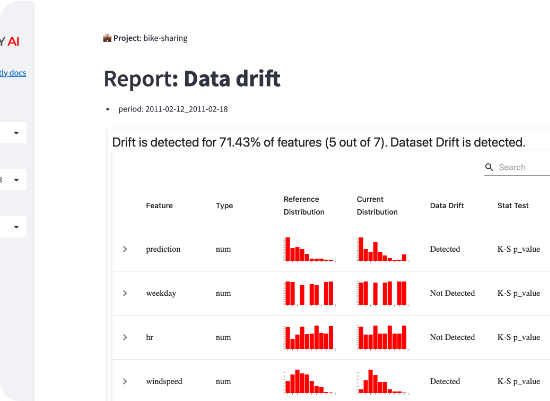 Y AI
tly docs
💼 Project: bike-sharing
Report: Data drift
• period: 2011-02-12_2011-02-18
Drift is detected for 71.43% of features (5 out of 7). Dataset Drift is detected.
Search
Feature Type Reference Distribution Current Distribution Data Drift Stat Test
prediction num Detected K-S p_value
weekday num Not Detected K-S p_value
hr num Not Detected K-S p_value
windspeed num Detected K-S p_value